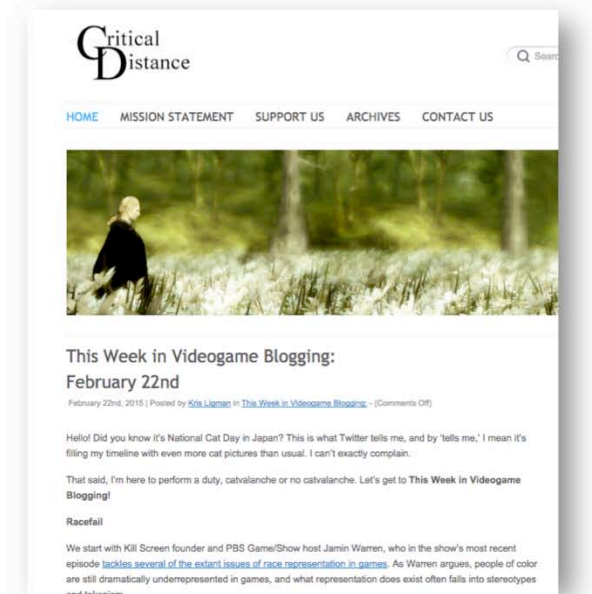 Critical
Distance
Searc
HOME MISSION STATEMENT SUPPORT US ARCHIVES CONTACT US
This Week in Videogame Blogging:
February 22nd
February 22nd, 2015 | Posted by Kris Ligman in This Week in Videogame Blogging: - (Comments Off)
Hello! Did you know it's National Cat Day in Japan? This is what Twitter tells me, and by 'tells me,' I mean it's
filling my timeline with even more cat pictures than usual. I can't exactly complain.
That said, I'm here to perform a duty, catvalanche or no catvalanche. Let's get to This Week in Videogame
Blogging!
Racefail
We start with Kill Screen founder and PBS Game/Show host Jamin Warren, who in the show's most recent
episode tackles several of the extant issues of race representation in games. As Warren argues, people of color
are still dramatically underrepresented in games, and what representation does exist often falls into stereotypes
and tokenism